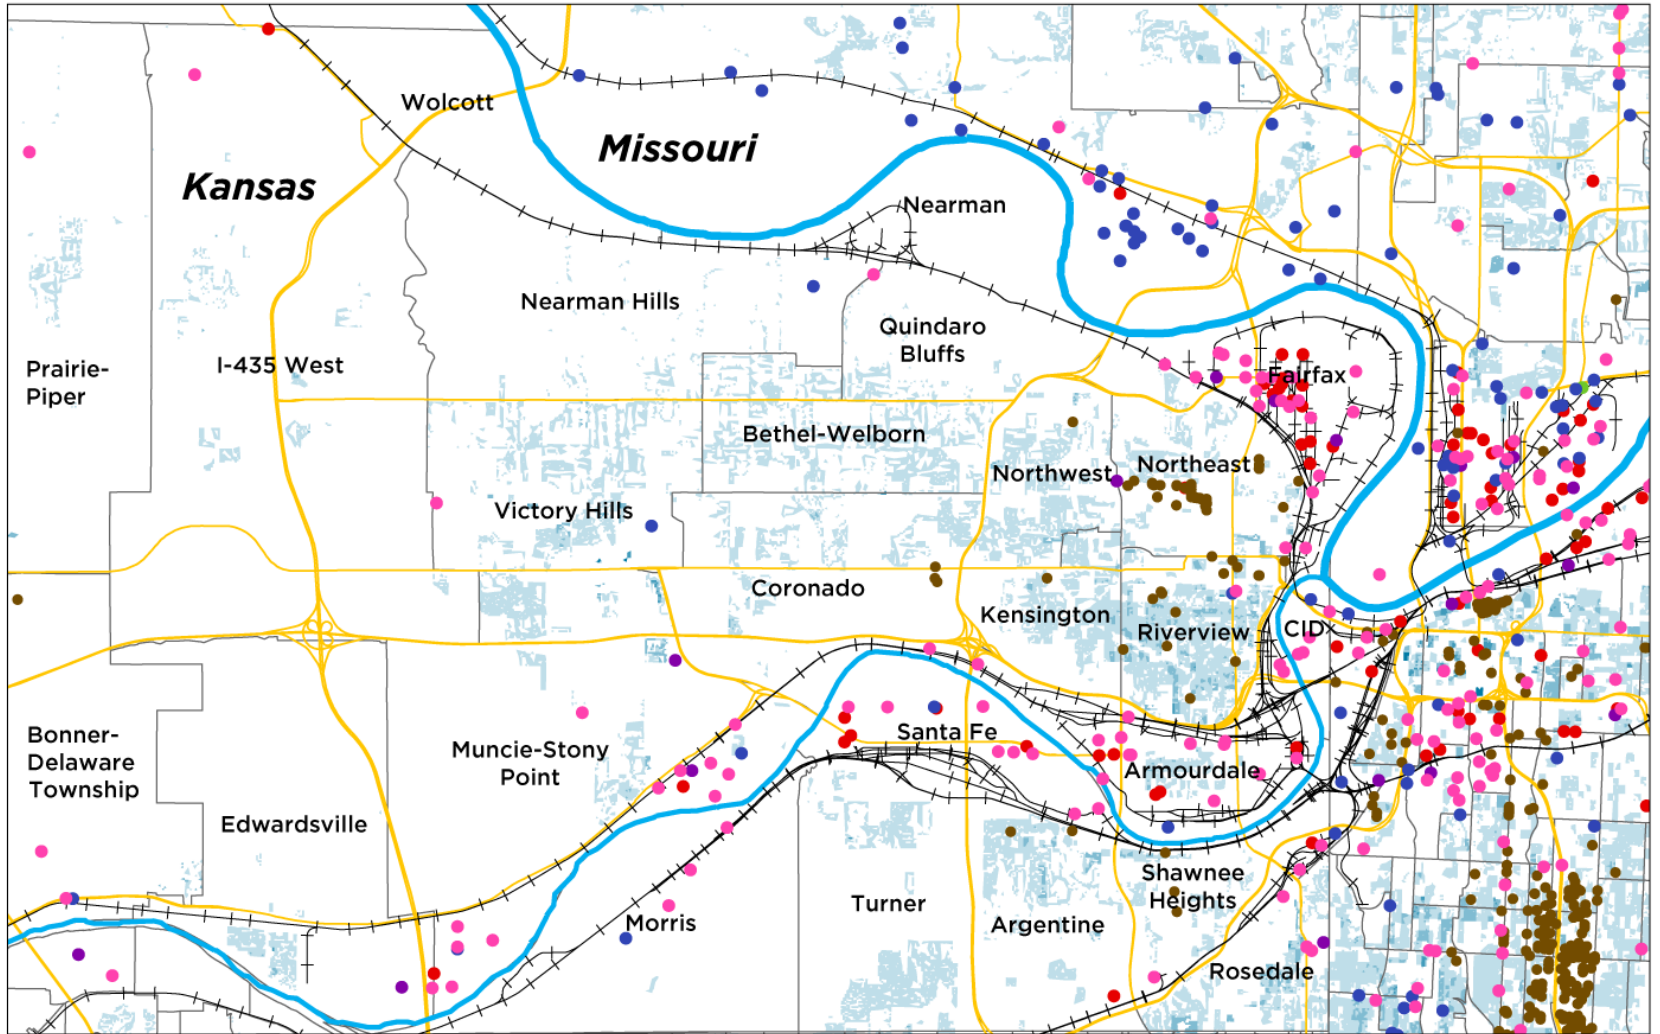 Wolcott
Missouri
Kansas
Nearman
Nearman Hills
Quindaro
Bluffs
Prairie-
Piper
I-435 West
Fairfax
Bethel-Welborn
Northwest
Northeast
Victory Hills
Coronado
Kensington
Riverview
CIDX
Bonner-
Delaware
Township
Muncie-Stony
Point
Santa Fe
Armourdale
Edwardsville
Shawnee
Heights
Turner
Argentine
Morris
Rosedale